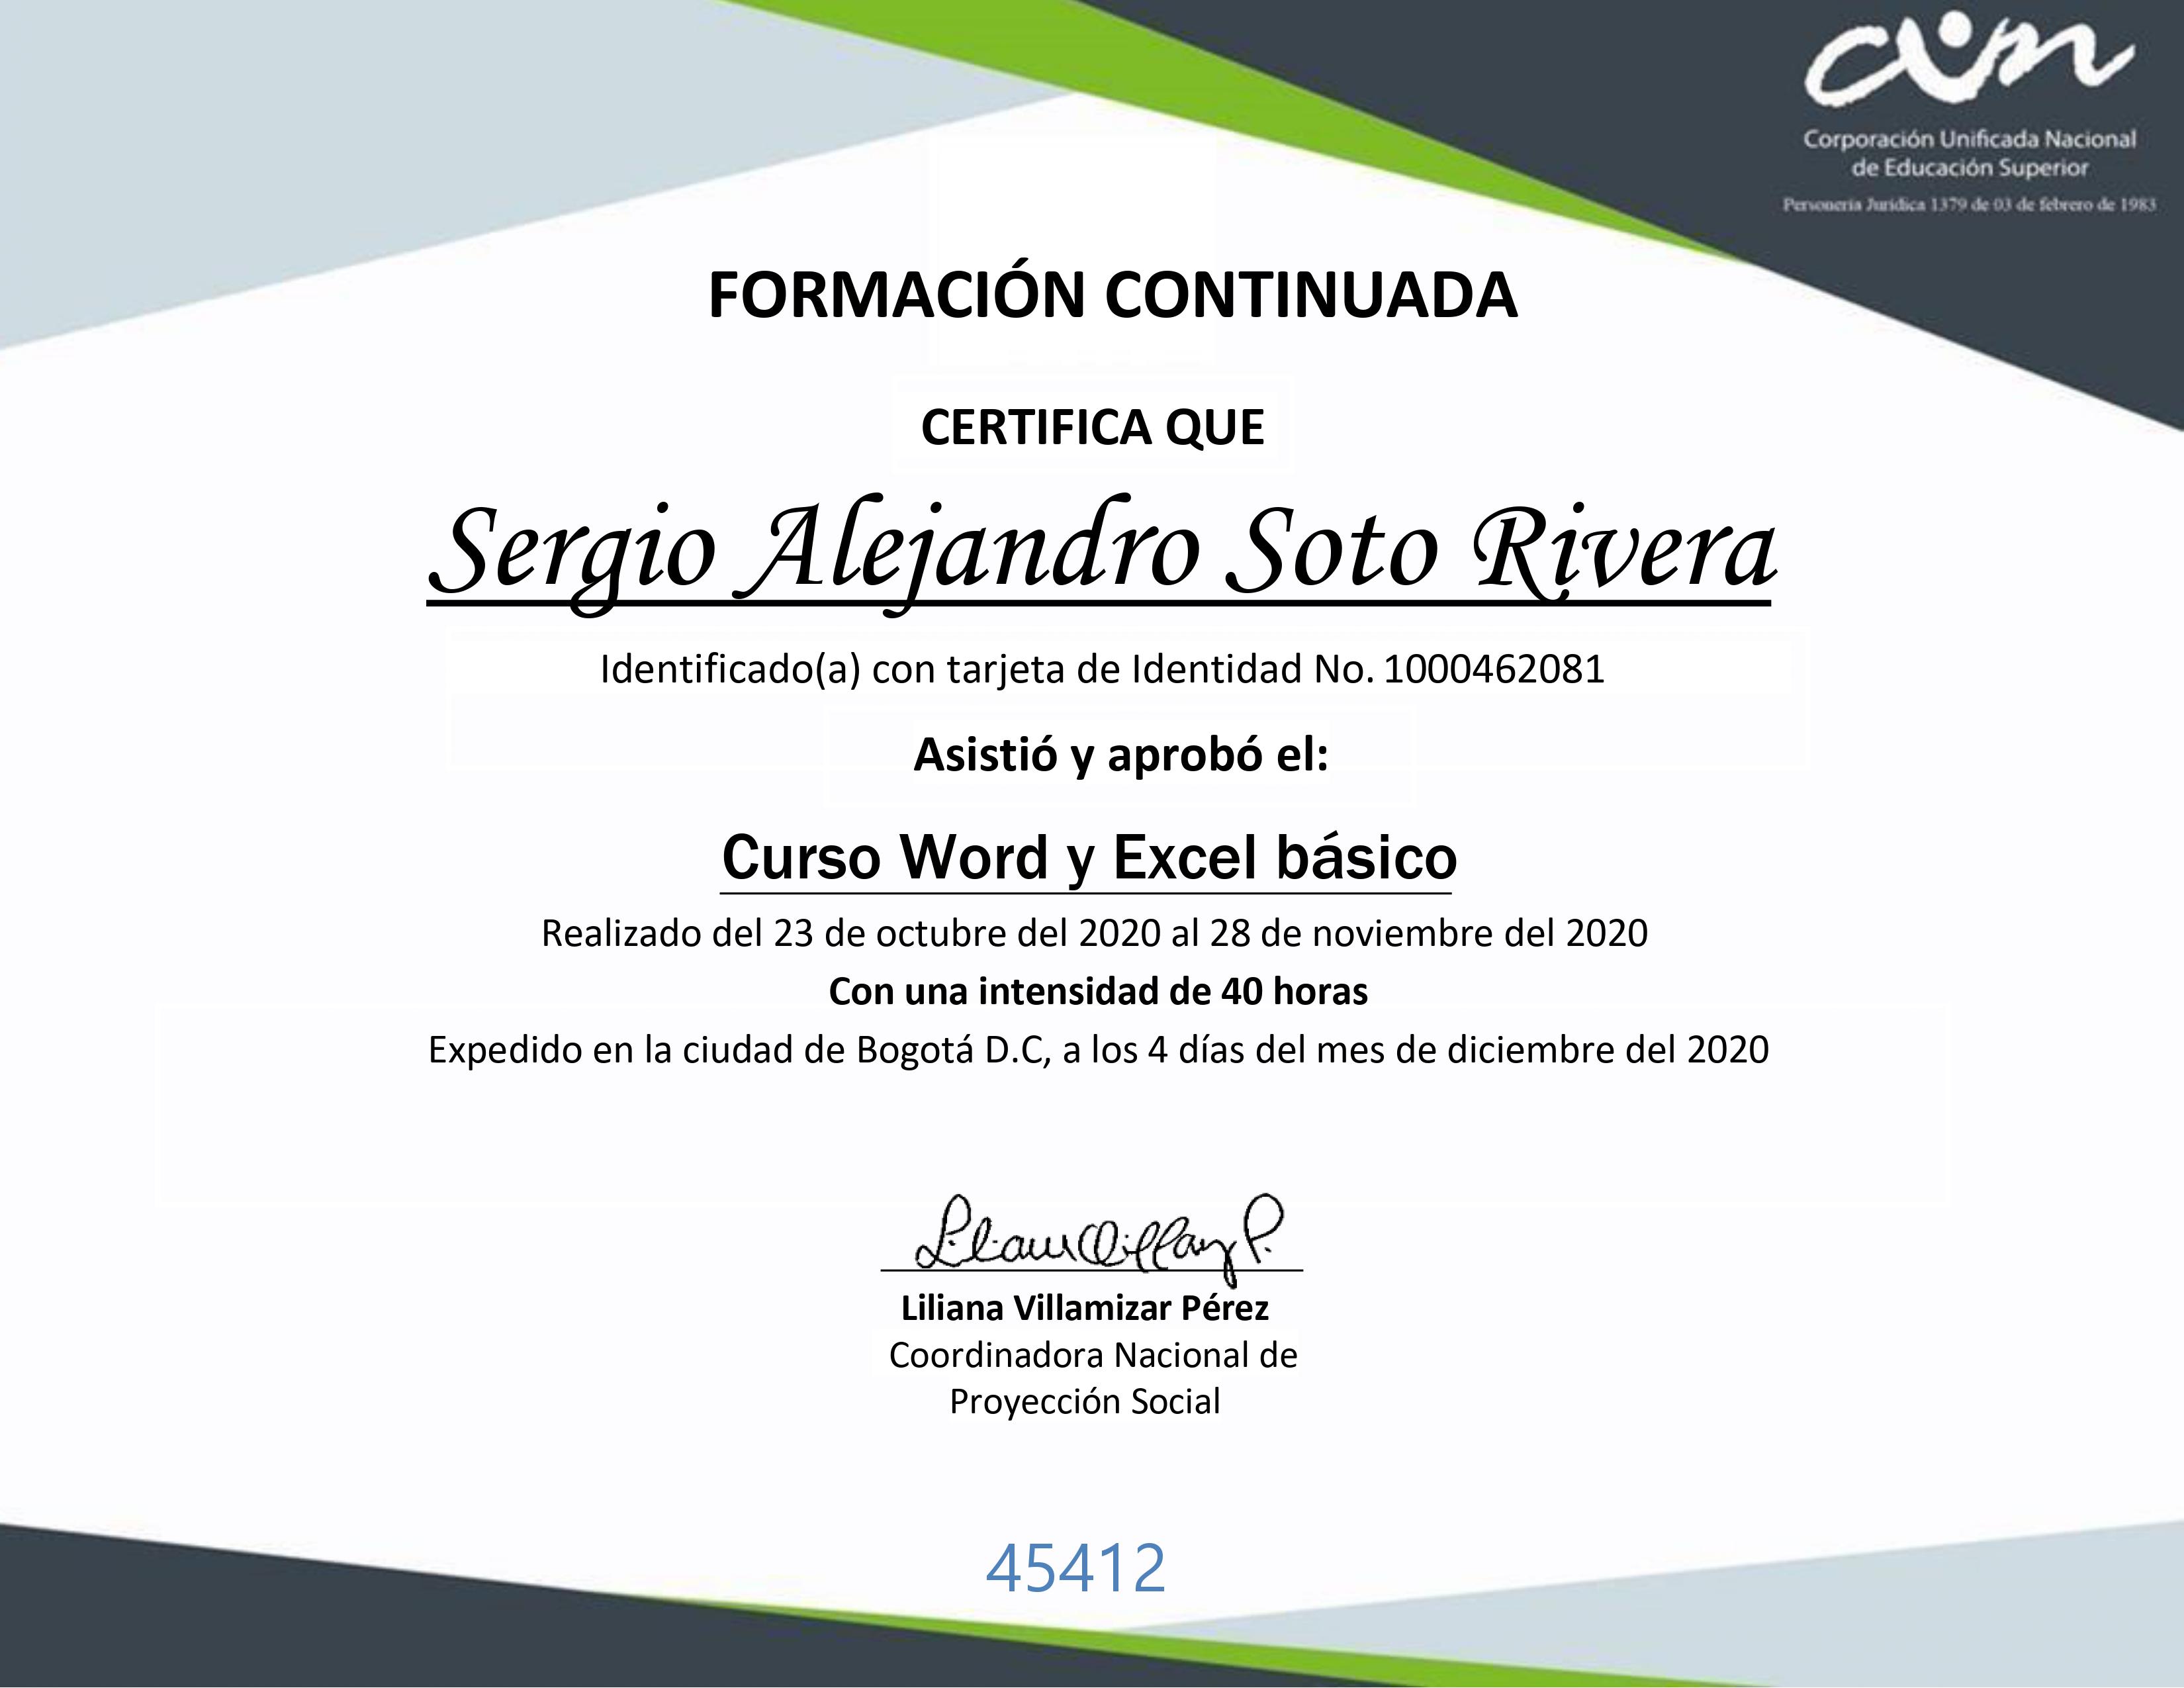 cun
Corporación Unificada Nacional
de Educación Superior
Personería Jurídica 1379 de 03 de febrero de 1983
FORMACIÓN CONTINUADA
CERTIFICA QUE
Sergio Alejandro Soto Rivera
Identificado(a) con tarjeta de Identidad No. 1000462081
Asistió y aprobó el:
Curso Word y Excel básico
Realizado del 23 de octubre del 2020 al 28 de noviembre del 2020
Con una intensidad de 40 horas
Expedido en la ciudad de Bogotá D.C, a los 4 días del mes de diciembre del 2020
Liliana Villamizar Pérez
Coordinadora Nacional de
Proyección Social
45412